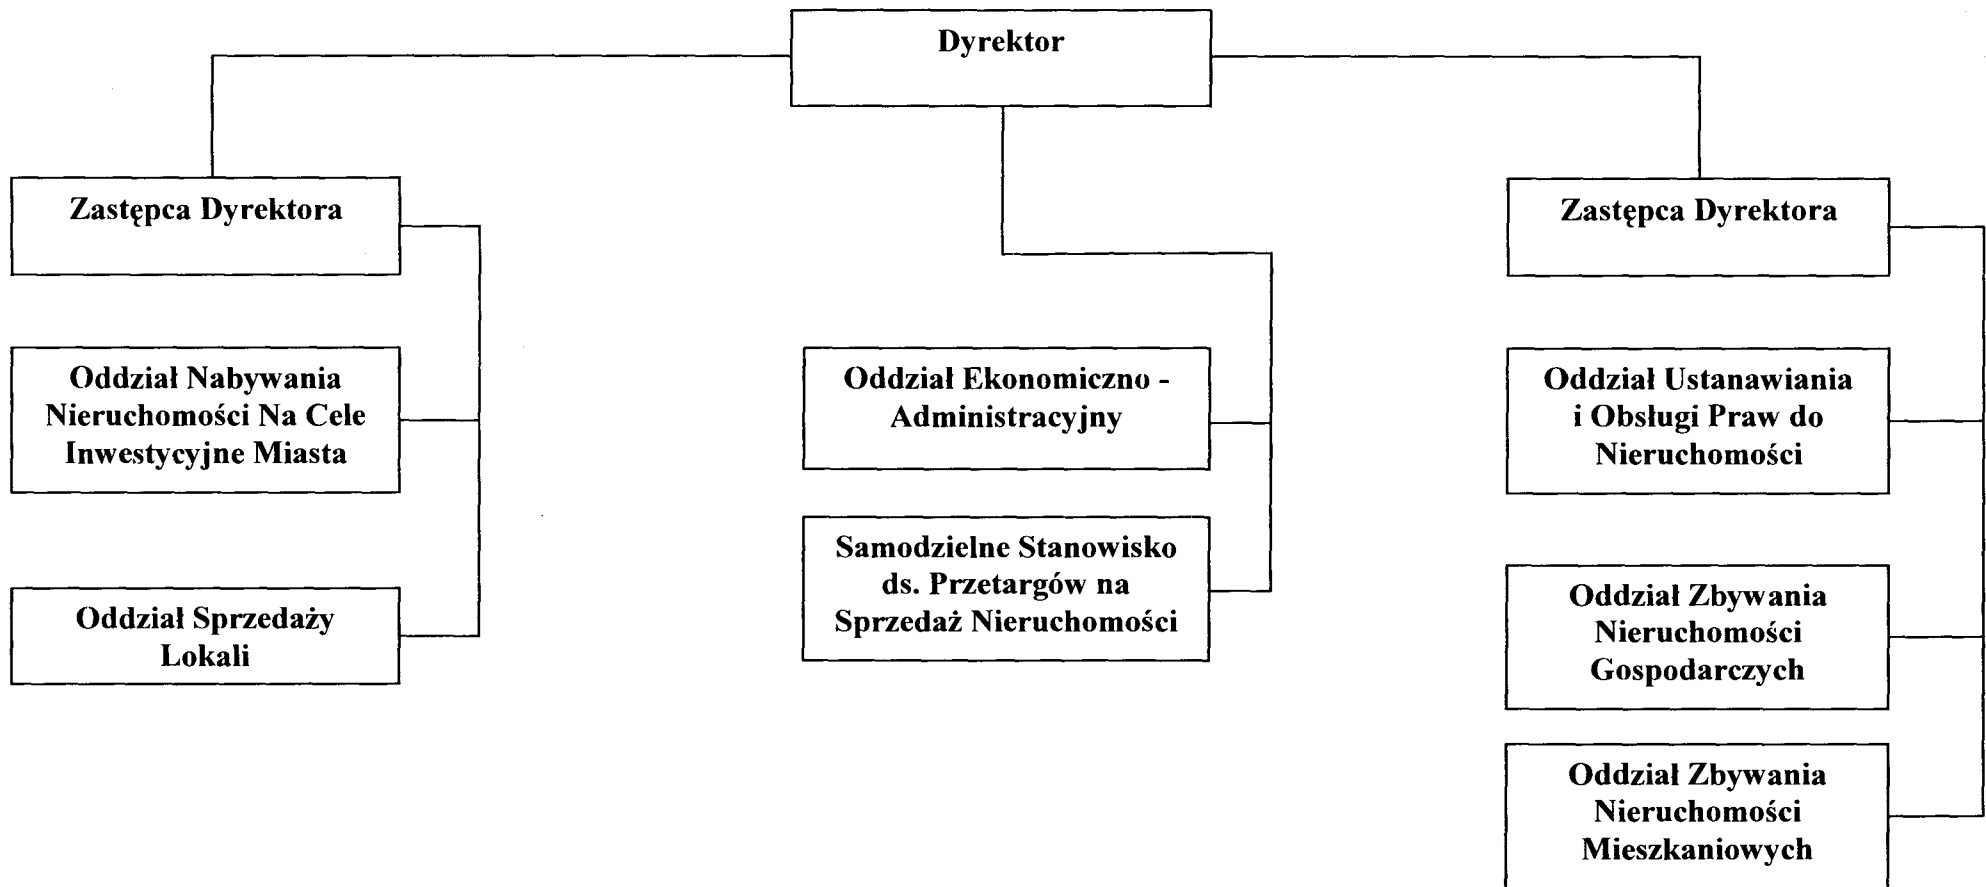 Dyrektor
Zastępca Dyrektora
Oddział Nabywania
Nieruchomości Na Cele
Inwestycyjne Miasta
Oddział Sprzedaży
Lokali
Oddział Ekonomiczno -
Administracyjny
Samodzielne Stanowisko
ds. Przetargów na
Sprzedaż Nieruchomości
Zastępca Dyrektora
Oddział Ustanawiania
i Obsługi Praw do
Nieruchomości
Oddział Zbywania
Nieruchomości
Gospodarczych
Oddział Zbywania
Nieruchomości
Mieszkaniowych